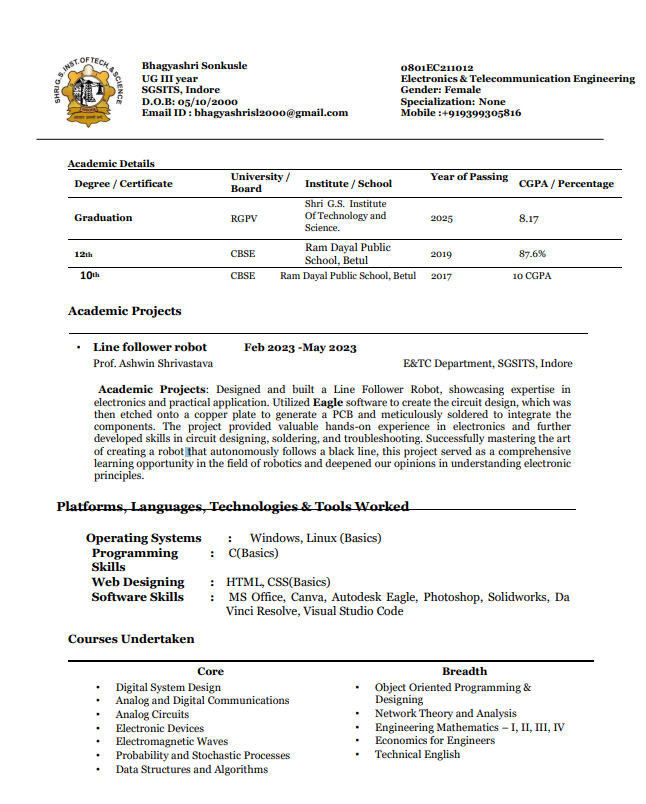 SHRI G.S. INST. OF TECH. & SCIENCE
Bhagyashri Sonkusle
UG III year
SGSITS, Indore
D.O.B: 05/10/2000
Email ID : bhagyashrisl2000@gmail.com
0801EC211012
Electronics & Telecommunication Engineering
Gender: Female
Specialization: None
Mobile :+919399305816
Academic Details
Degree / Certificate University / Board Institute / School Year of Passing CGPA / Percentage
Graduation RGPV Shri G.S. Institute Of Technology and Science. 2025 8.17
12th CBSE Ram Dayal Public School, Betul 2019 87.6%
10th CBSE Ram Dayal Public School, Betul 2017 10 CGPA
Academic Projects
• Line follower robot Feb 2023 -May 2023
Prof. Ashwin Shrivastava E&TC Department, SGSITS, Indore
Academic Projects: Designed and built a Line Follower Robot, showcasing expertise in
electronics and practical application. Utilized Eagle software to create the circuit design, which was
then etched onto a copper plate to generate a PCB and meticulously soldered to integrate the
components. The project provided valuable hands-on experience in electronics and further
developed skills in circuit designing, soldering, and troubleshooting. Successfully mastering the art
of creating a robot that autonomously follows a black line, this project served as a comprehensive
learning opportunity in the field of robotics and deepened our opinions in understanding electronic
principles.
Platforms, Languages, Technologies & Tools Worked
Operating Systems : Windows, Linux (Basics)
Programming Skills : C(Basics)
Web Designing : HTML, CSS(Basics)
Software Skills : MS Office, Canva, Autodesk Eagle, Photoshop, Solidworks, Da
Vinci Resolve, Visual Studio Code
Courses Undertaken
Core
• Digital System Design
• Analog and Digital Communications
• Analog Circuits
• Electronic Devices
• Electromagnetic Waves
• Probability and Stochastic Processes
• Data Structures and Algorithms
Breadth
• Object Oriented Programming &
Designing
• Network Theory and Analysis
• Engineering Mathematics – I, II, III, IV
• Economics for Engineers
• Technical English